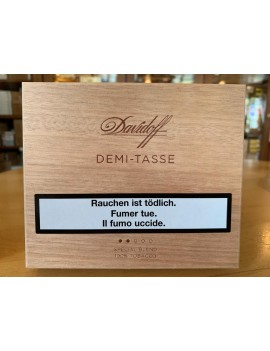 Davidoff
DEMI-TASSE
Rauchen ist tödlich.
Fumer tue.
Il fumo uccide.